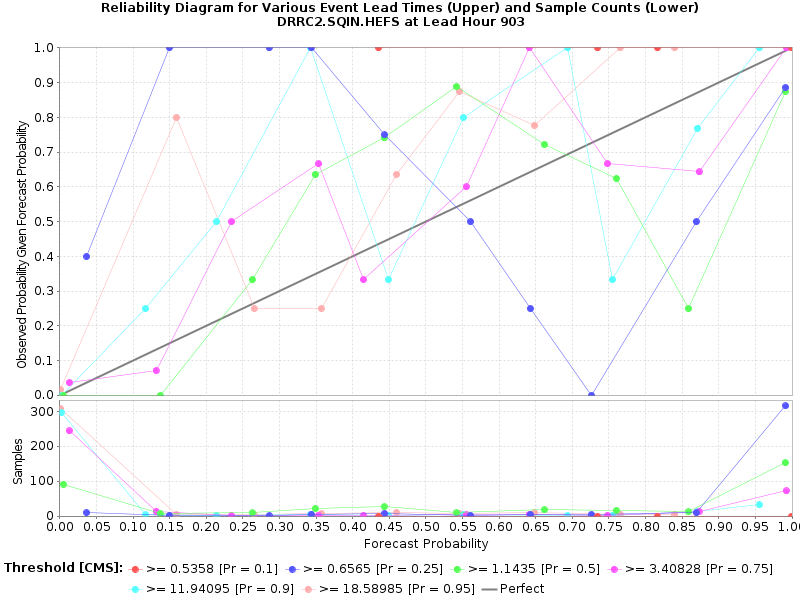 Reliability Diagram for Various Event Lead Times (Upper) and Sample Counts (Lower)
DRRC2.SQIN.HEFS at Lead Hour 903
Observed Probability Given Forecast Probability
1.0
0.9
0.8
0.7
0.6
0.5
0.4
0.3
0.2
0.1
0.0
Samples
300
200
100
0
0.00 0.05 0.10 0.15 0.20 0.25 0.30 0.35 0.40 0.45 0.50 0.55 0.60 0.65 0.70 0.75 0.80 0.85 0.90 0.95 1.00
Forecast Probability
Threshold [CMS]: >= 0.5358 [Pr = 0.1] >= 0.6565 [Pr = 0.25] >= 1.1435 [Pr = 0.5] >= 3.40828 [Pr = 0.75]
>= 11.94095 [Pr = 0.9] >= 18.58985 [Pr = 0.95] Perfect